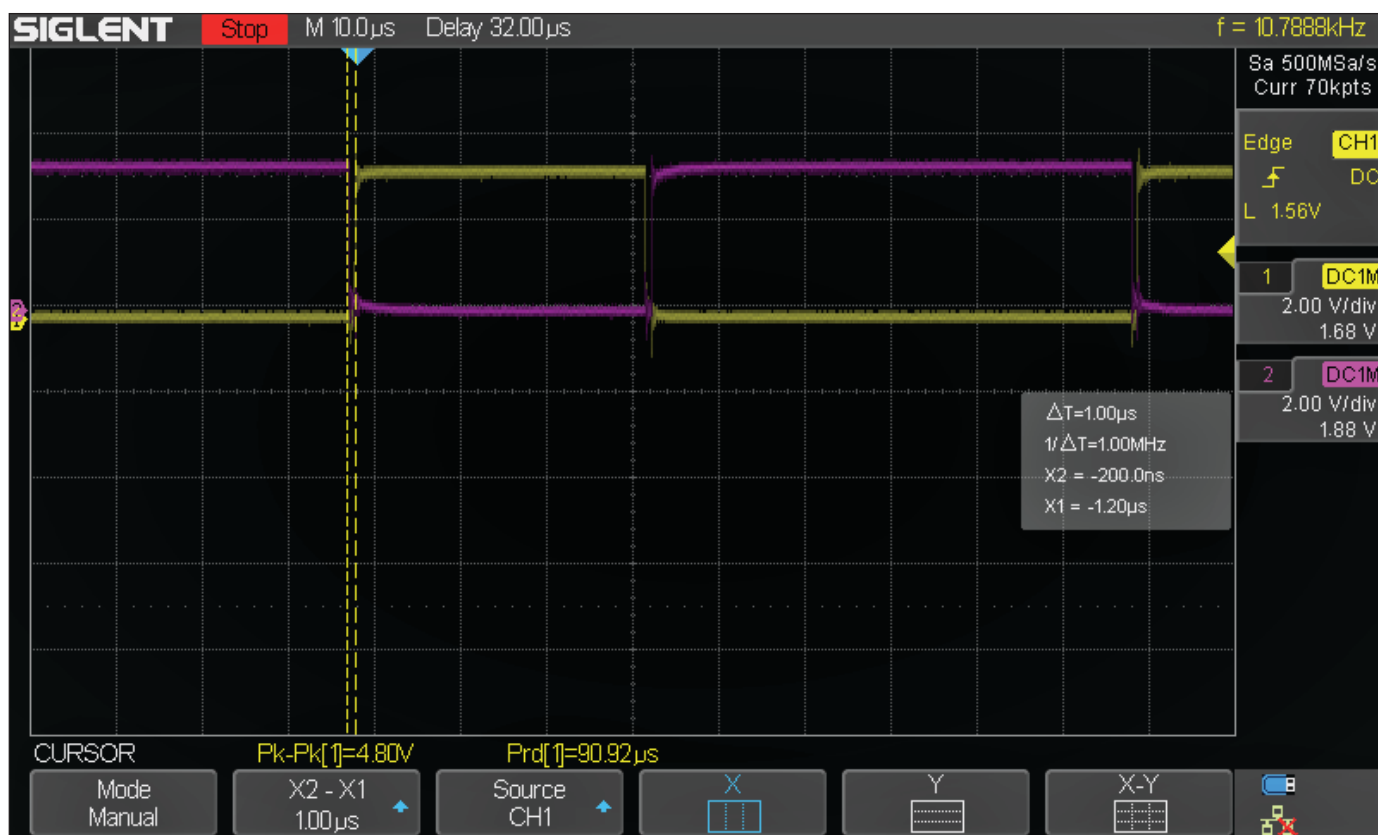 SIGLENT Stop M 10.0µs Delay 32.00µs f = 10.7888kHz
Sa 500MSa/s
Curr 70kpts
Edge CH1
DC
L 1.56V
1 DC1M
2.00 V/div
1.68 V
2 DC1M
2.00 V/div
1.88 V
2
△T=1.00µs
1/△T=1.00MHz
X2 = -200.0ns
X1 = -1.20µs
CURSOR Pk-Pk[1]=4.80V Prd[1]=90.92µs
Mode
Manual
X2 - X1
1.00µs
Source
CH1
X
Y
X-Y